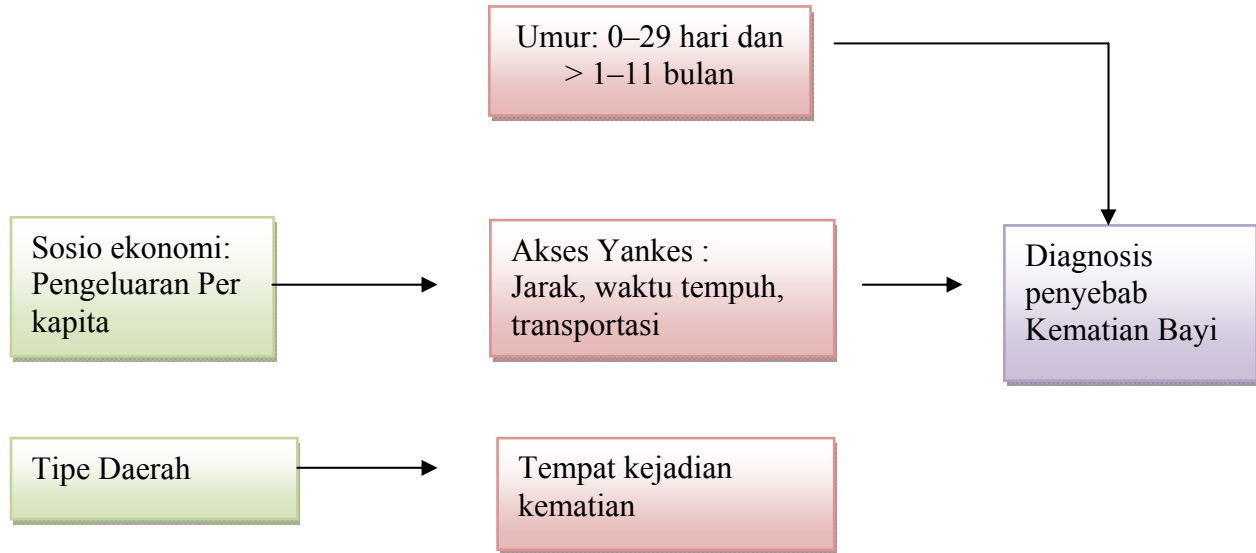 Umur: 0–29 hari dan
> 1–11 bulan
Sosio ekonomi:
Pengeluaran Per
kapita
Akses Yankes :
Jarak, waktu tempuh,
transportasi
Diagnosis
penyebab
Kematian Bayi
Tipe Daerah
Tempat kejadian
kematian